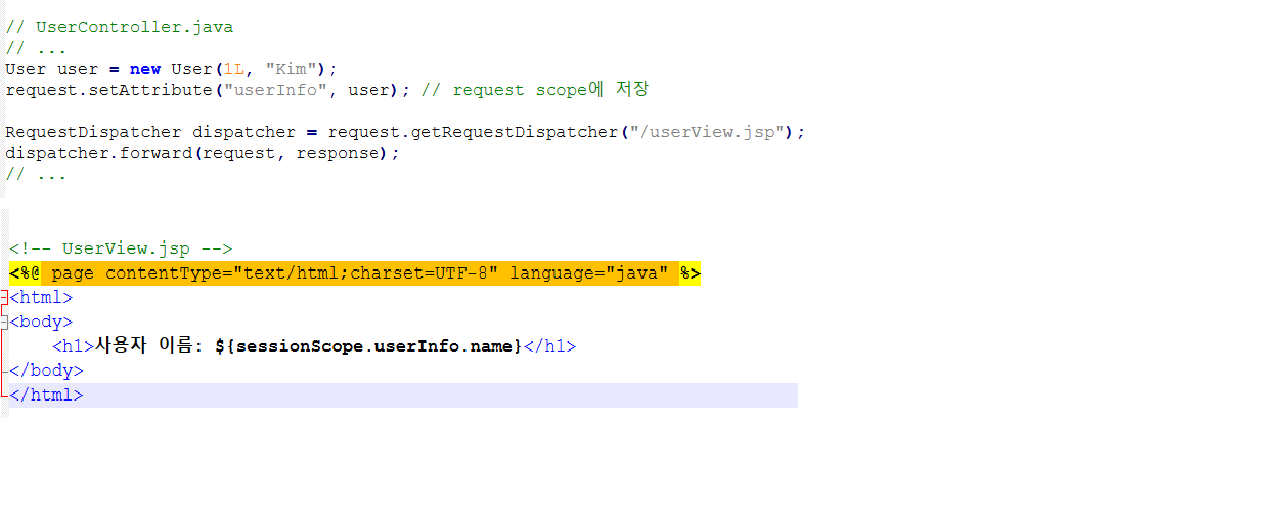 // UserController.java
// ...
User user = new User(1L, "Kim");
request.setAttribute("userInfo", user); // request scope에 저장
RequestDispatcher dispatcher = request.getRequestDispatcher("/userView.jsp");
dispatcher.forward(request, response);
// ...
<!-- UserView.jsp -->
<%@ page contentType="text/html;charset=UTF-8" language="java" %>
<html>
<body>
    <h1>사용자 이름: ${sessionScope.userInfo.name}</h1>
</body>
</html>